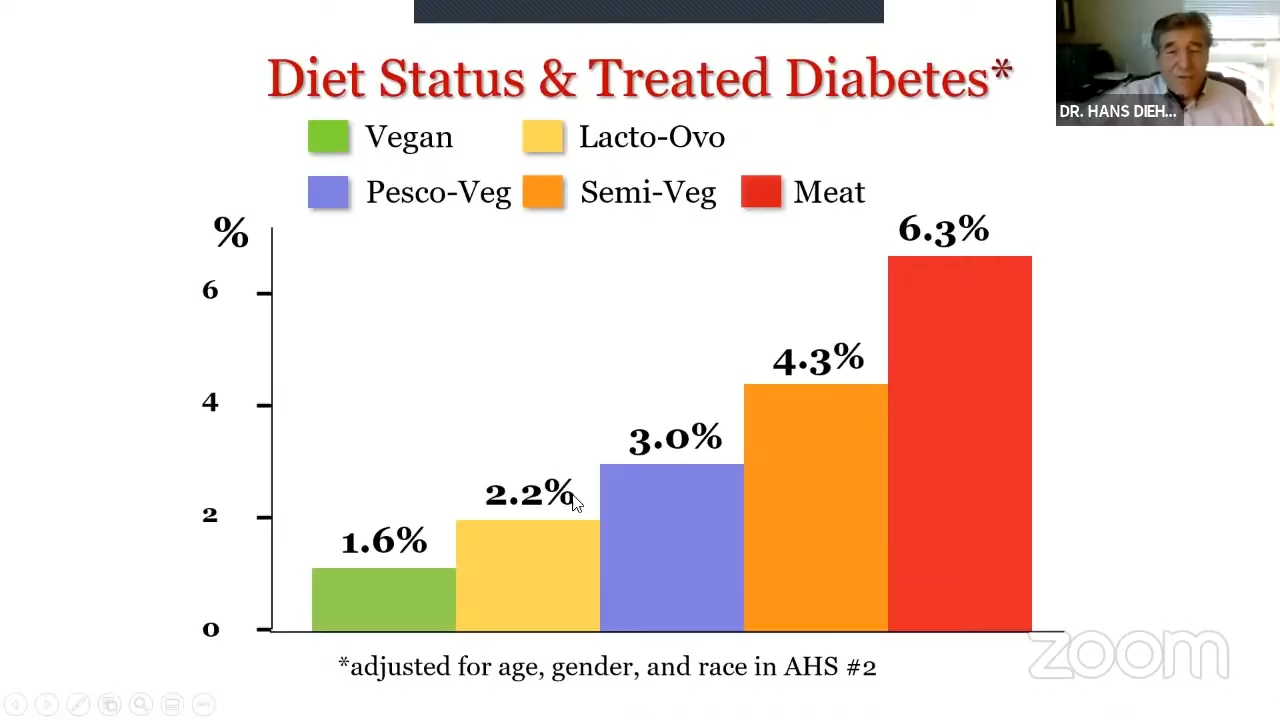 Diet Status & Treated Diabetes*
DR. HANS DIEH...
Vegan
Lacto-Ovo
Pesco-Veg
Semi-Veg
Meat
%
6.3%
6
4.3%
4
3.0%
2.2%
2
1.6%
0
*adjusted for age, gender, and race in AHS #2
zoom